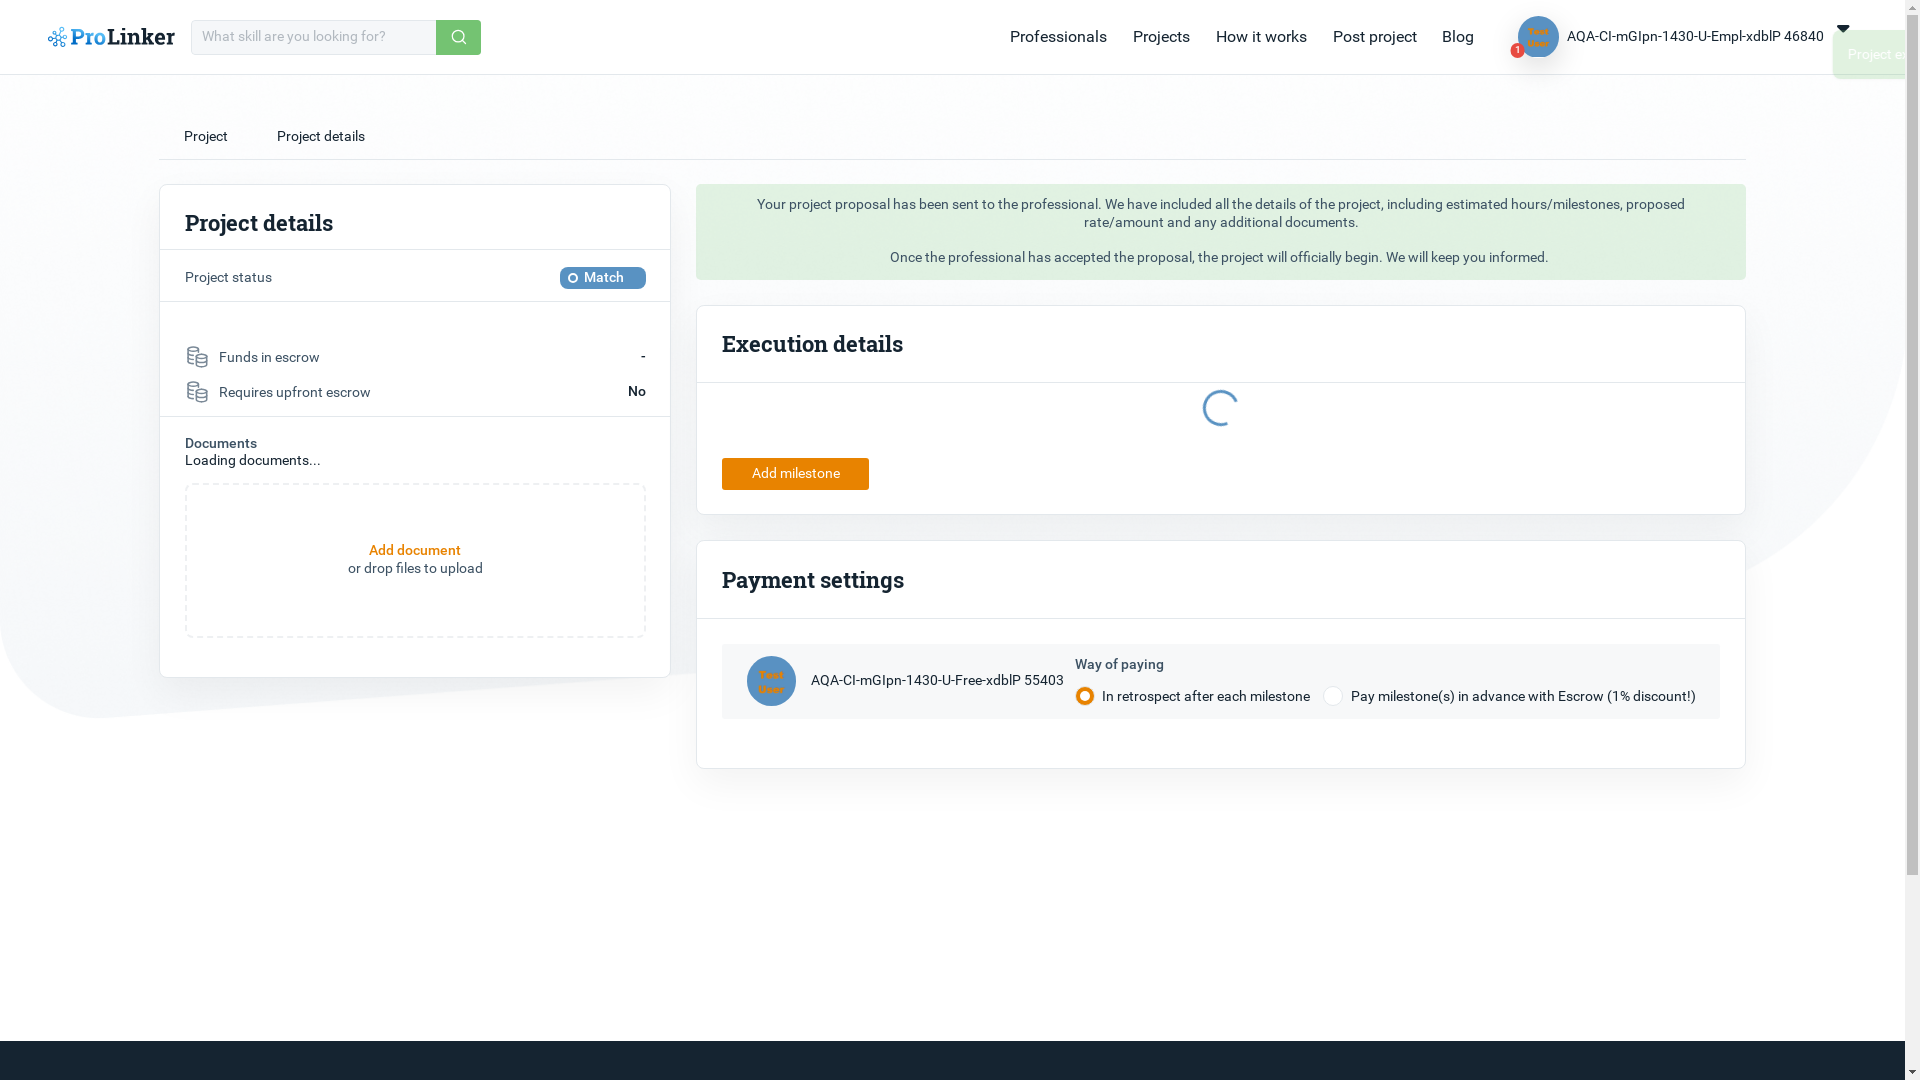 ProLinker
What skill are you looking for?
Professionals
Projects
How it works
Post project
Blog
Test
User
1
AQA-CI-mGIpn-1430-U-Empl-xdblP 46840
Project
Project details
Project details
Project status
Match
Funds in escrow
-
Requires upfront escrow
No
Documents
Loading documents...
Add document
or drop files to upload
Your project proposal has been sent to the professional. We have included all the details of the project, including estimated hours/milestones, proposed
rate/amount and any additional documents.
Once the professional has accepted the proposal, the project will officially begin. We will keep you informed.
Execution details
Add milestone
Payment settings
Test
User
AQA-CI-mGIpn-1430-U-Free-xdblP 55403
Way of paying
In retrospect after each milestone
Pay milestone(s) in advance with Escrow (1% discount!)